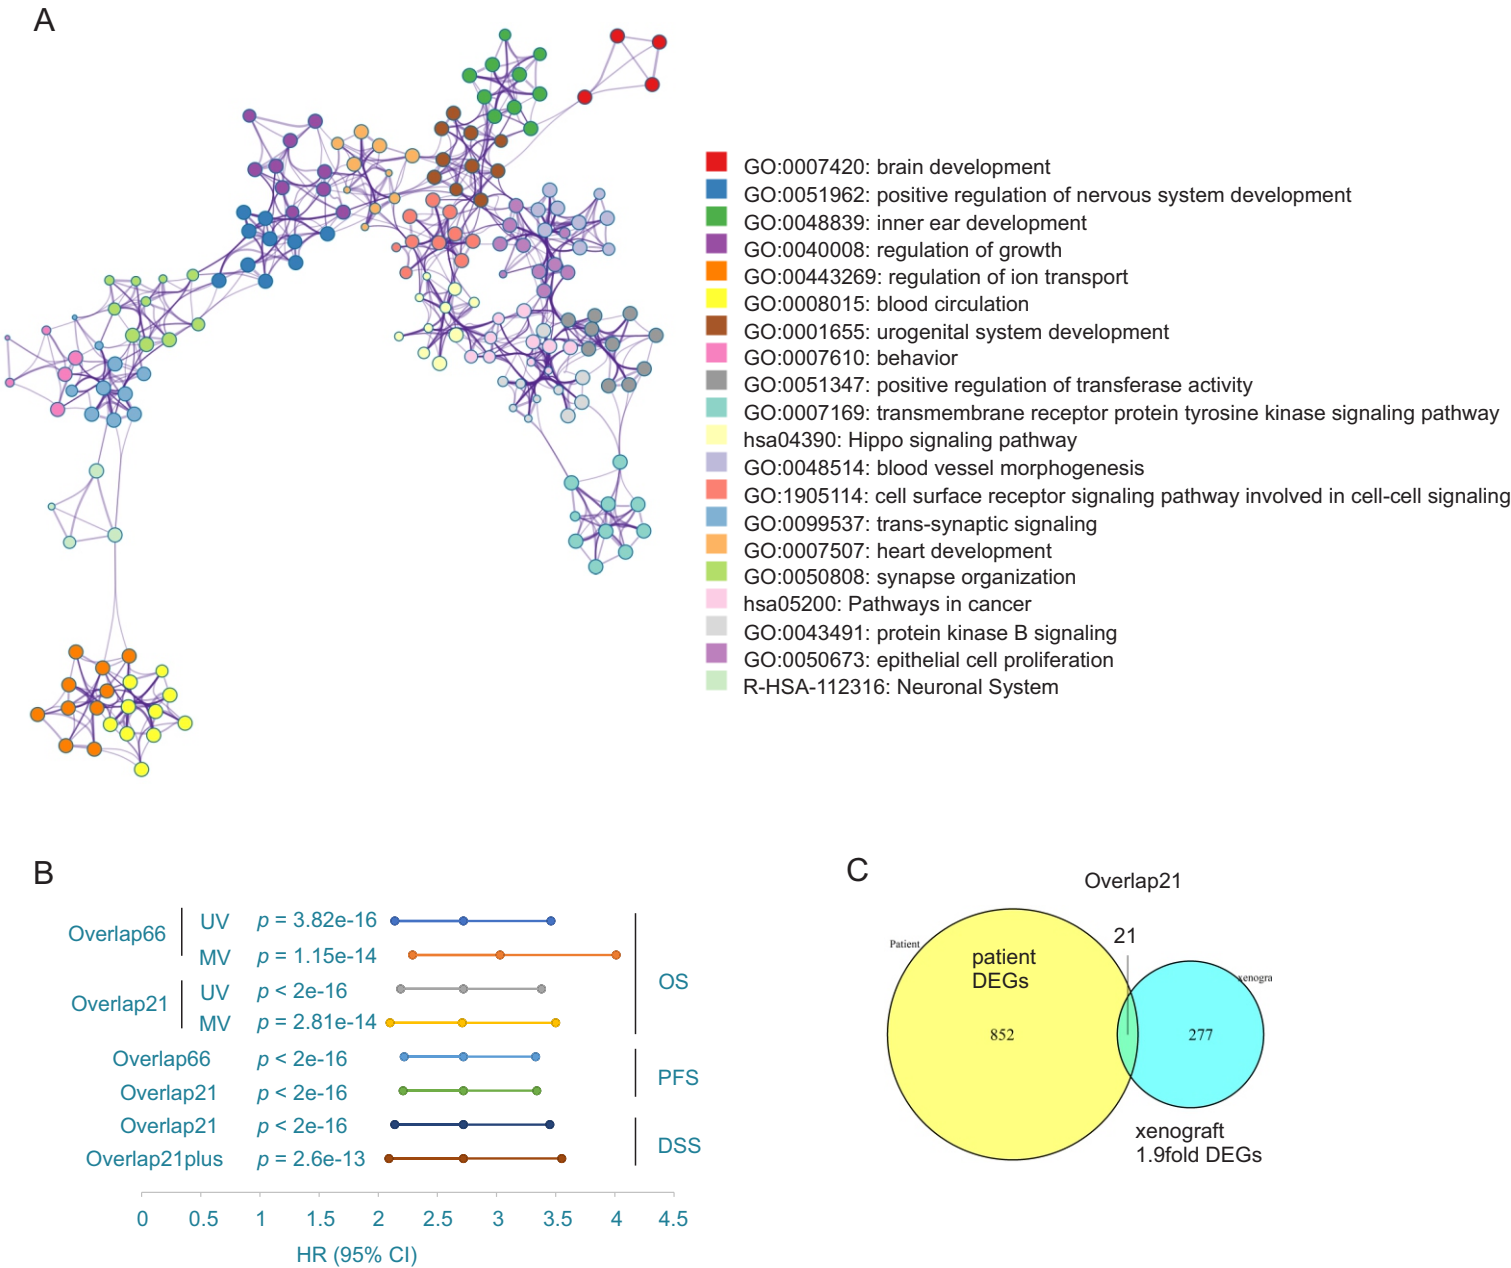 A
GO:0007420: brain development
GO:0051962: positive regulation of nervous system development
GO:0048839: inner ear development
GO:0040008: regulation of growth
GO:00443269: regulation of ion transport
GO:0008015: blood circulation
GO:0001655: urogenital system development
GO:0007610: behavior
GO:0051347: positive regulation of transferase activity
GO:0007169: transmembrane receptor protein tyrosine kinase signaling pathway
hsa04390: Hippo signaling pathway
GO:0048514: blood vessel morphogenesis
GO:1905114: cell surface receptor signaling pathway involved in cell-cell signaling
GO:0099537: trans-synaptic signaling
GO:0007507: heart development
GO:0050808: synapse organization
hsa05200: Pathways in cancer
GO:0043491: protein kinase B signaling
GO:0050673: epithelial cell proliferation
R-HSA-112316: Neuronal System
B
Overlap66
UV p = 3.82e-16
MV p = 1.15e-14
Overlap21
UV p < 2e-16
MV p = 2.81e-14
OS
Overlap66 p < 2e-16
Overlap21 p < 2e-16
PFS
Overlap21 p < 2e-16
Overlap21plus p = 2.6e-13
DSS
0 0.5 1 1.5 2 2.5 3 3.5 4 4.5
HR (95% CI)
C
Overlap21
21
Patient
patient
DEGs
xenogra
852
277
xenograft
1.9fold DEGs